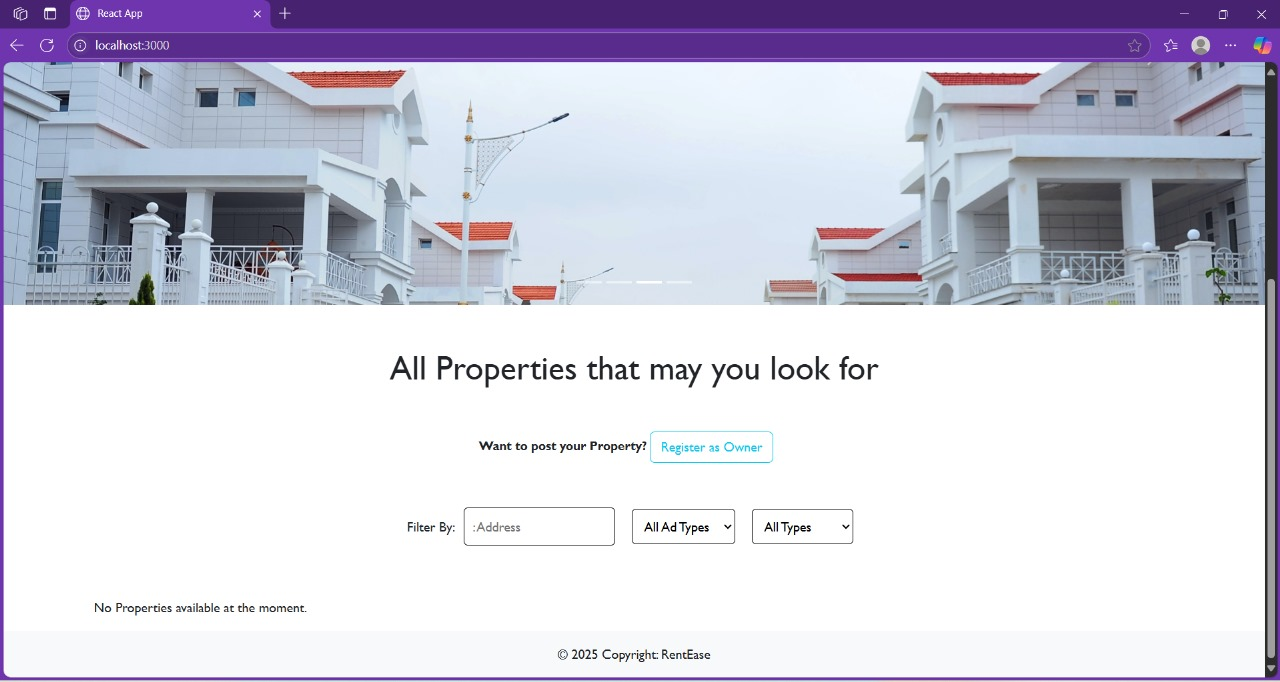 React App
localhost:3000
All Properties that may you look for
Want to post your Property? Register as Owner
Filter By: :Address All Ad Types All Types
No Properties available at the moment.
© 2025 Copyright: RentEase